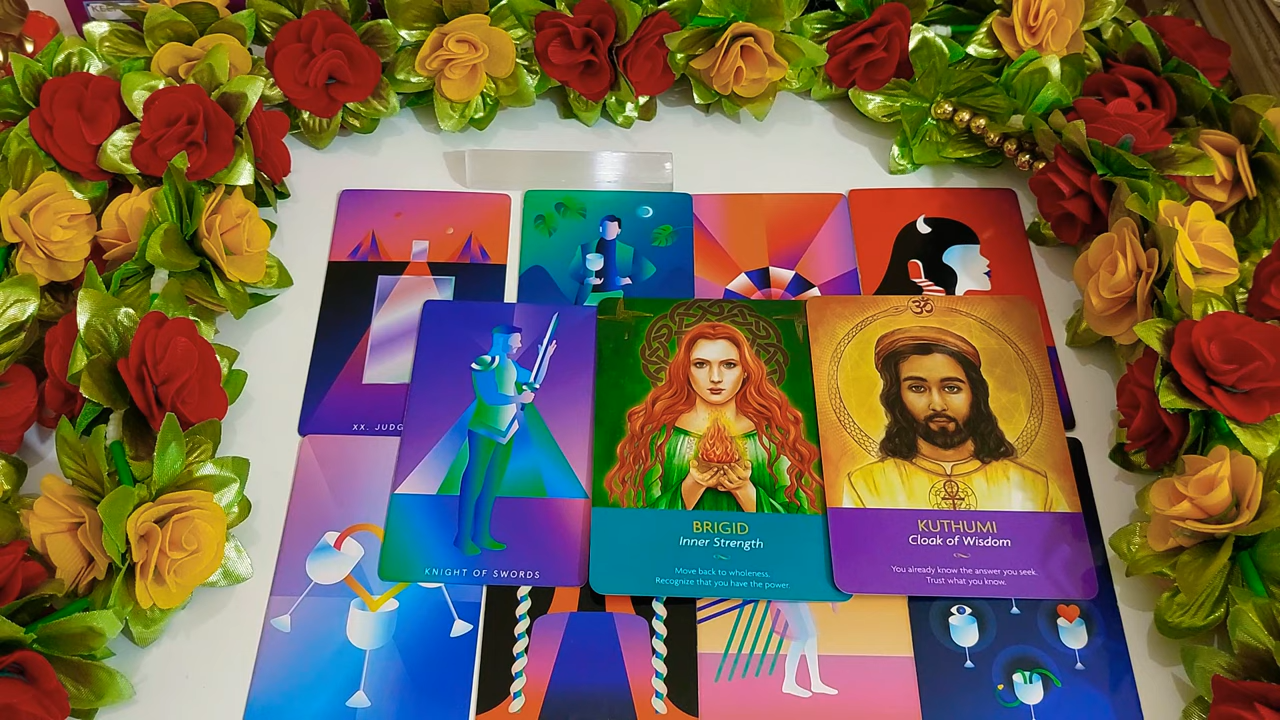 XX. JUDG
KNIGHT OF SWORDS
BRIGID
Inner Strength
Move back to wholeness.
Recognize that you have the power.
ॐ
KUTHUMI
Cloak of Wisdom
You already know the answer you seek.
Trust what you know.